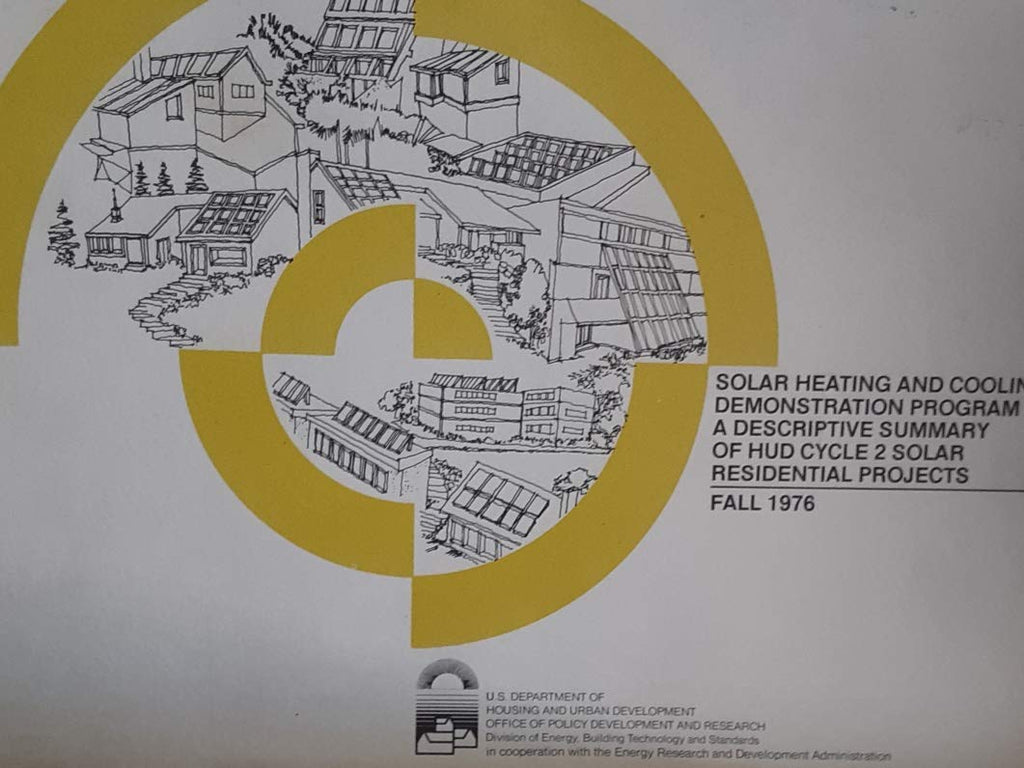 SOLAR HEATING AND COOLIN
DEMONSTRATION PROGRAM
A DESCRIPTIVE SUMMARY
OF HUD CYCLE 2 SOLAR
RESIDENTIAL PROJECTS
FALL 1976
U.S. DEPARTMENT OF
HOUSING AND URBAN DEVELOPMENT
OFFICE OF POLICY DEVELOPMENT AND RESEARCH
Division of Energy, Building Technology and Standards
in cooperation with the Energy Research and Development Administration